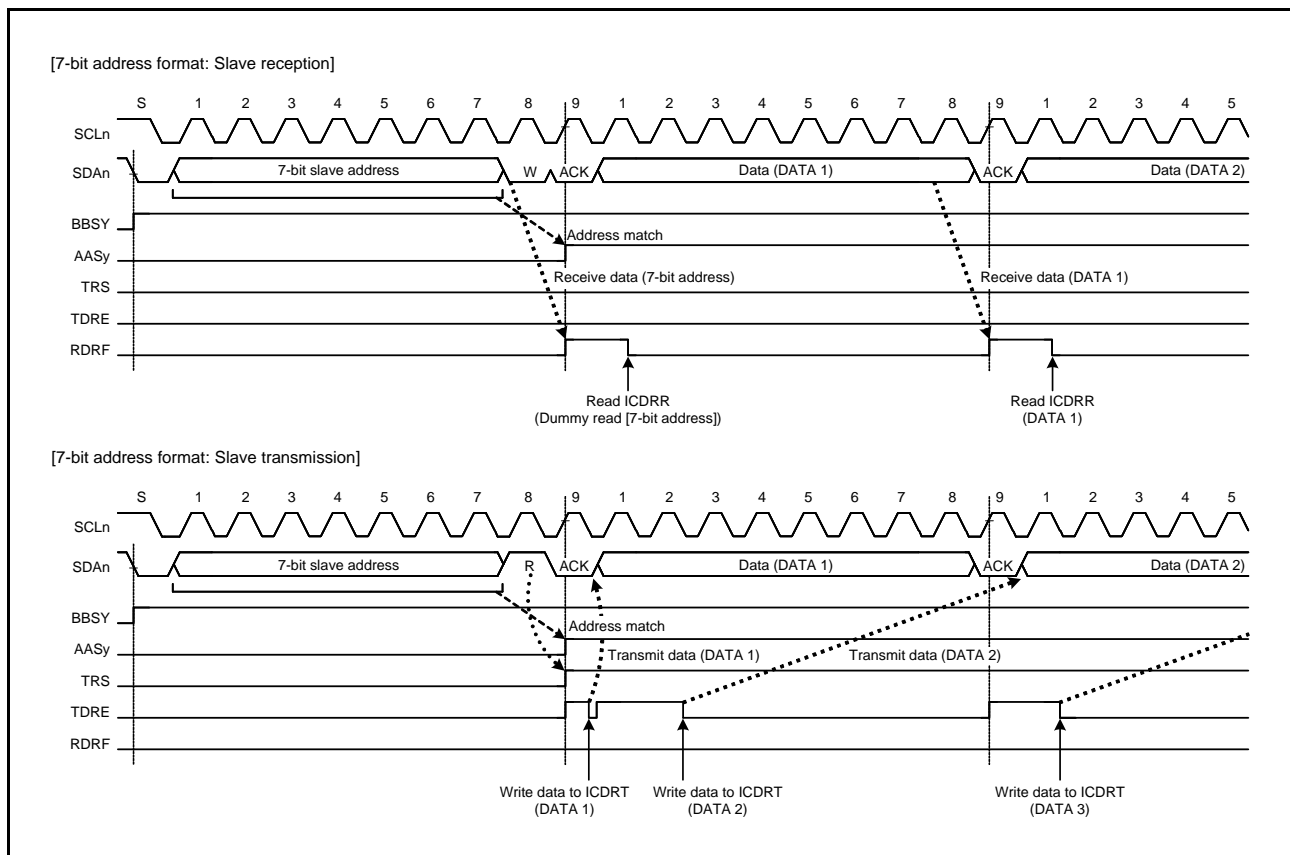 [7-bit address format: Slave reception]
S 1 2 3 4 5 6 7 8 9 1 2 3 4 5 6 7 8 9 1 2 3 4 5
SCLn
SDAn 7-bit slave address W ACK Data (DATA 1) ACK Data (DATA 2)
BBSY
Address match
AASy
Receive data (7-bit address) Receive data (DATA 1)
TRS
TDRE
RDRF
Read ICDRR Read ICDRR
(Dummy read [7-bit address]) (DATA 1)
[7-bit address format: Slave transmission]
S 1 2 3 4 5 6 7 8 9 1 2 3 4 5 6 7 8 9 1 2 3 4 5
SCLn
SDAn 7-bit slave address R ACK Data (DATA 1) ACK Data (DATA 2)
BBSY
Address match
AASy
Transmit data (DATA 1) Transmit data (DATA 2)
TRS
TDRE
RDRF
Write data to ICDRT Write data to ICDRT Write data to ICDRT
(DATA 1) (DATA 2) (DATA 3)